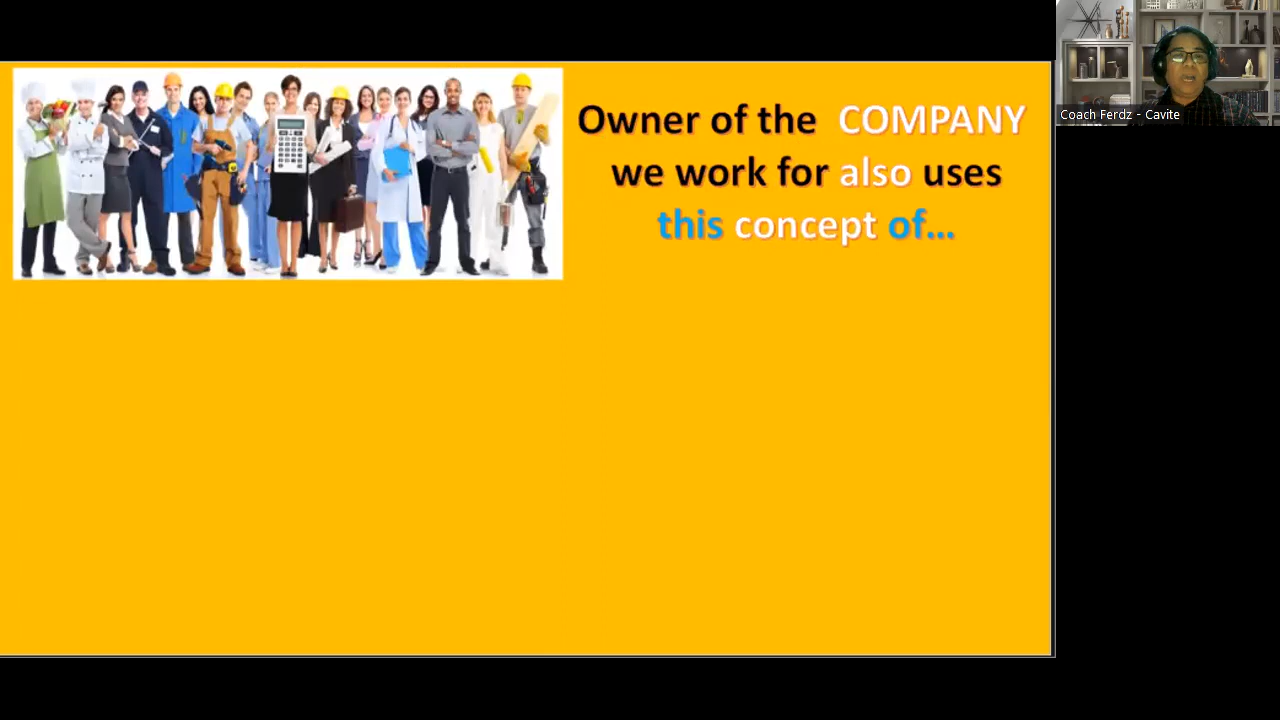 Owner of the COMPANY
we work for also uses
this concept of...
Coach Ferdz - Cavite